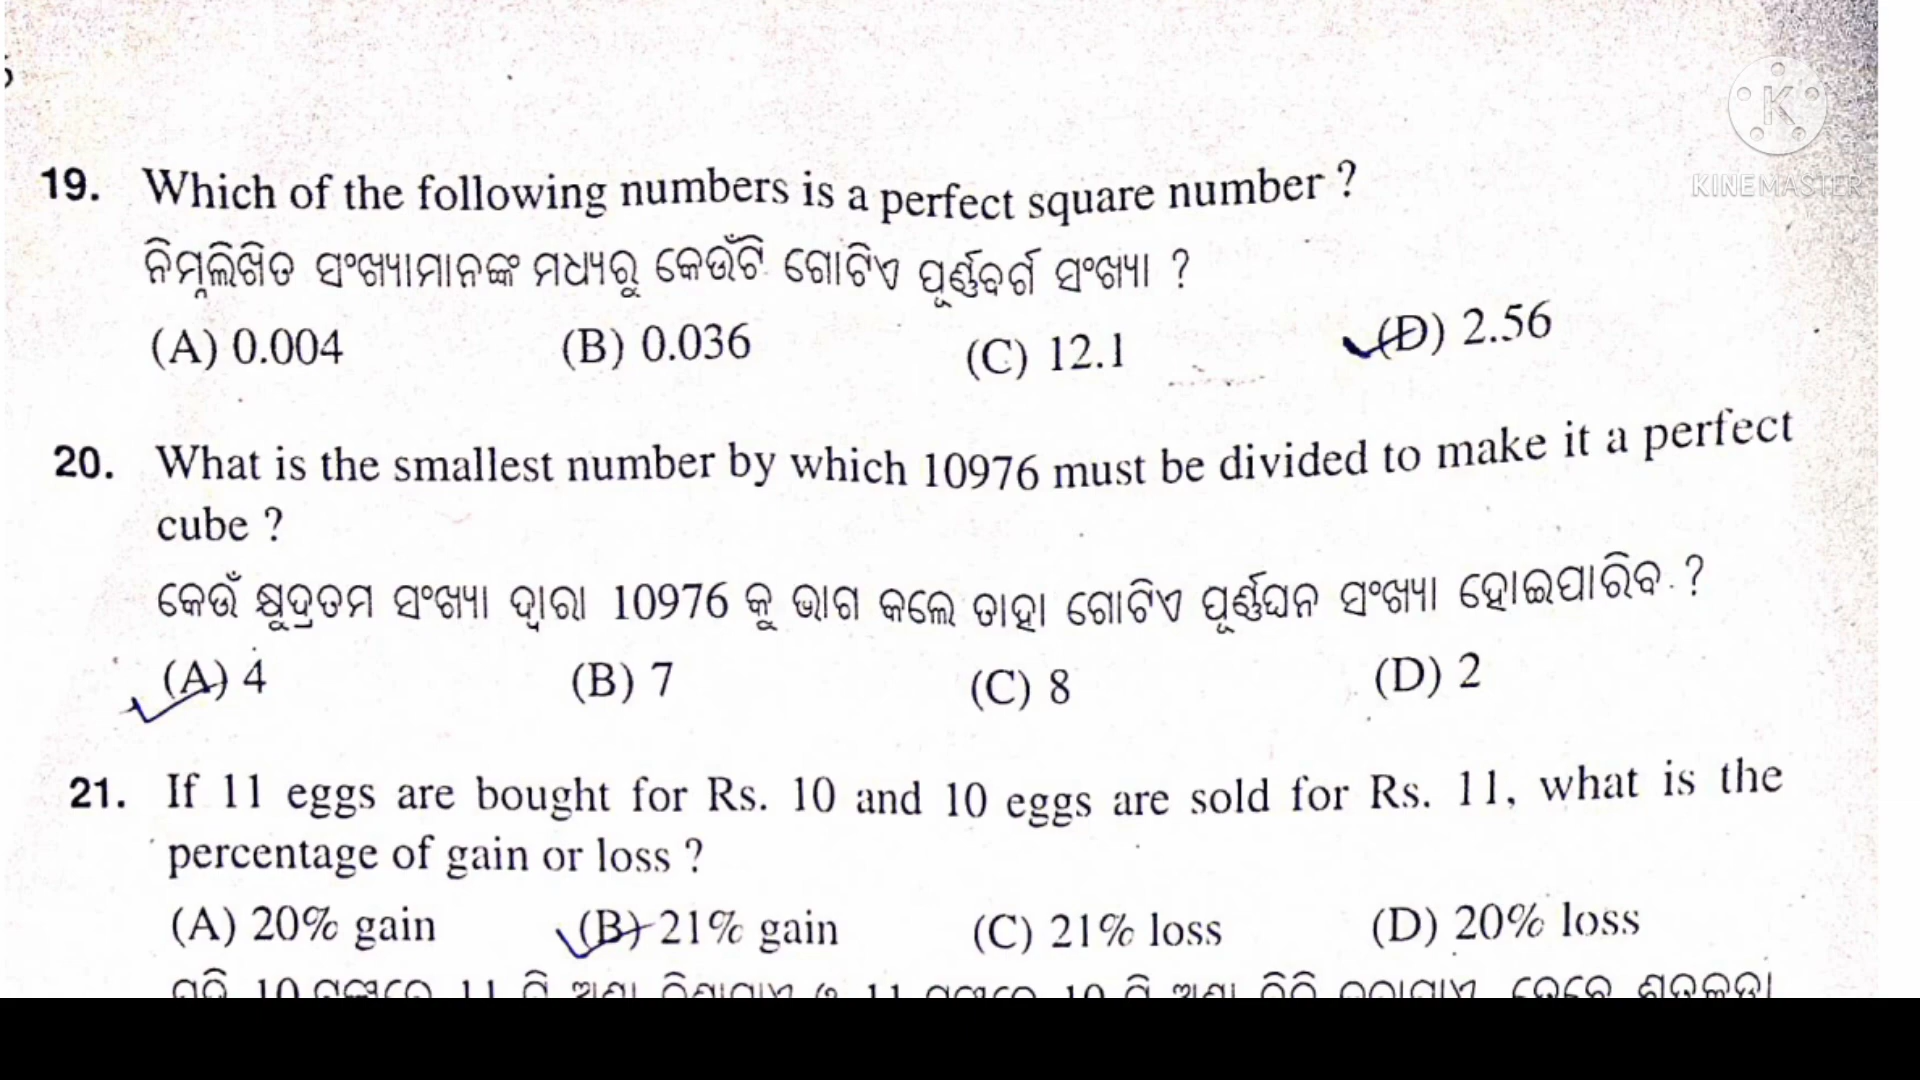 KINEMASTER
19. Which of the following numbers is a perfect square number ?
ନିମ୍ନଲିଖିତ ସଂଖ୍ୟାମାନଙ୍କ ମଧ୍ୟରୁ କେଉଁଟି ଗୋଟିଏ ପୂର୍ଣ୍ଣବର୍ଗ ସଂଖ୍ୟା ?
(A) 0.004 (B) 0.036 (C) 12.1 (D) 2.56
20. What is the smallest number by which 10976 must be divided to make it a perfect
cube ?
କେଉଁ କ୍ଷୁଦ୍ରତମ ସଂଖ୍ୟା ଦ୍ୱାରା 10976 କୁ ଭାଗ କଲେ ତାହା ଗୋଟିଏ ପୂର୍ଣ୍ଣଘନ ସଂଖ୍ୟା ହୋଇପାରିବ ?
(A) 4 (B) 7 (C) 8 (D) 2
21. If 11 eggs are bought for Rs. 10 and 10 eggs are sold for Rs. 11, what is the
percentage of gain or loss ?
(A) 20% gain (B) 21% gain (C) 21% loss (D) 20% loss